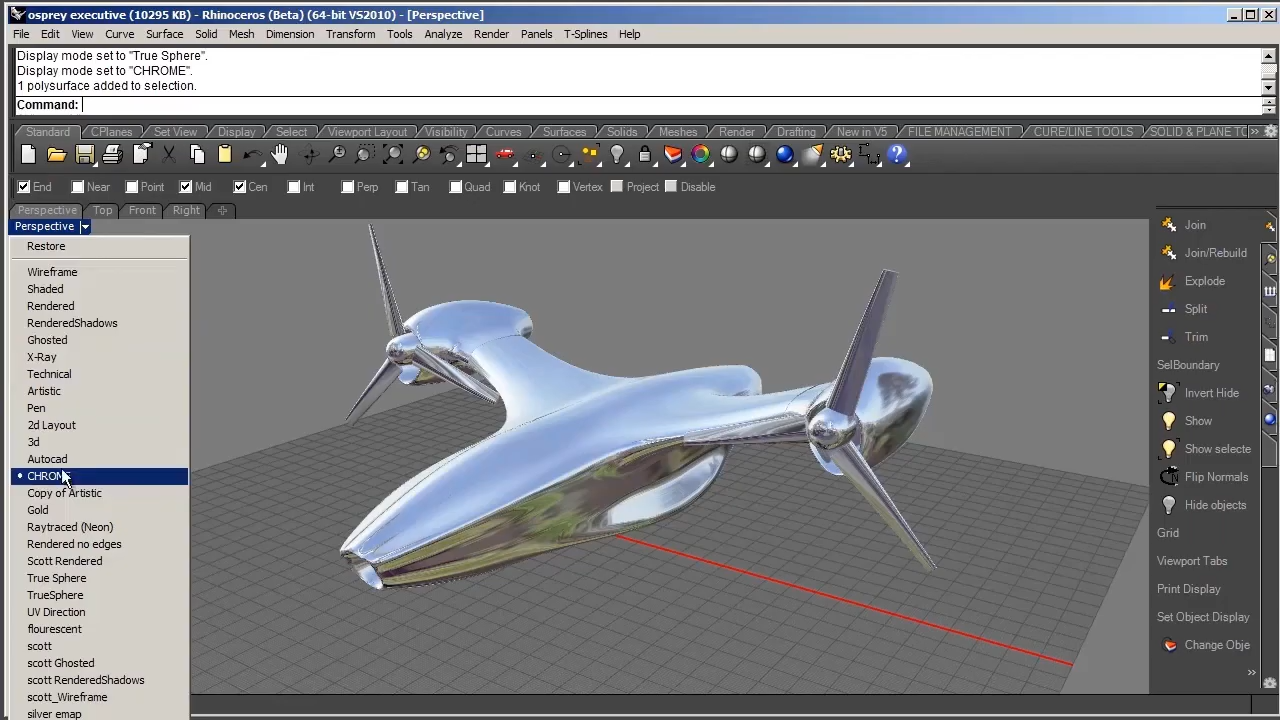 osprey executive (10295 KB) - Rhinoceros (Beta) (64-bit VS2010) - [Perspective]
File Edit View Curve Surface Solid Mesh Dimension Transform Tools Analyze Render Panels T-Splines Help
Display mode set to "True Sphere".
Display mode set to "CHROME".
1 polysurface added to selection.
Command:
Standard CPlanes Set View Display Select Viewport Layout Visibility Curves Surfaces Solids Meshes Render Drafting New in V5 FILE MANAGEMENT CURE/LINE TOOLS SOLID & PLANE TC
End Near Point Mid Cen Int Perp Tan Quad Knot Vertex Project Disable
Perspective Top Front Right
Perspective
Restore
Wireframe
Shaded
Rendered
RenderedShadows
Ghosted
X-Ray
Technical
Artistic
Pen
2d Layout
3d
Autocad
CHROME
Copy of Artistic
Gold
Raytraced (Neon)
Rendered no edges
Scott Rendered
True Sphere
TrueSphere
UV Direction
flourescent
scott
scott Ghosted
scott RenderedShadows
scott_Wireframe
silver emap
Join
Join/Rebuild
Explode
Split
Trim
SelBoundary
Invert Hide
Show
Show selecte
Flip Normals
Hide objects
Grid
Viewport Tabs
Print Display
Set Object Display
Change Obje